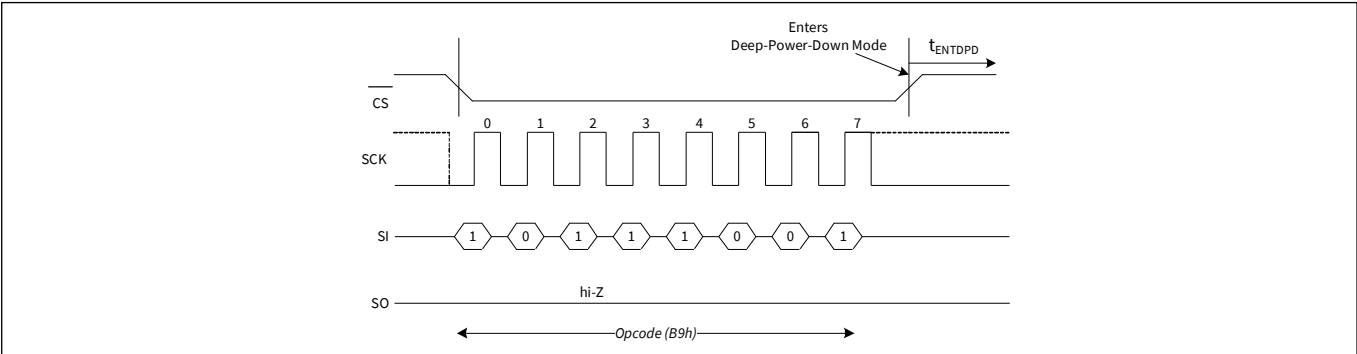 Enters
Deep-Power-Down Mode
tENTDPD
CS
0 1 2 3 4 5 6 7
SCK
SI 1 0 1 1 1 0 0 1
hi-Z
SO
Opcode (B9h)